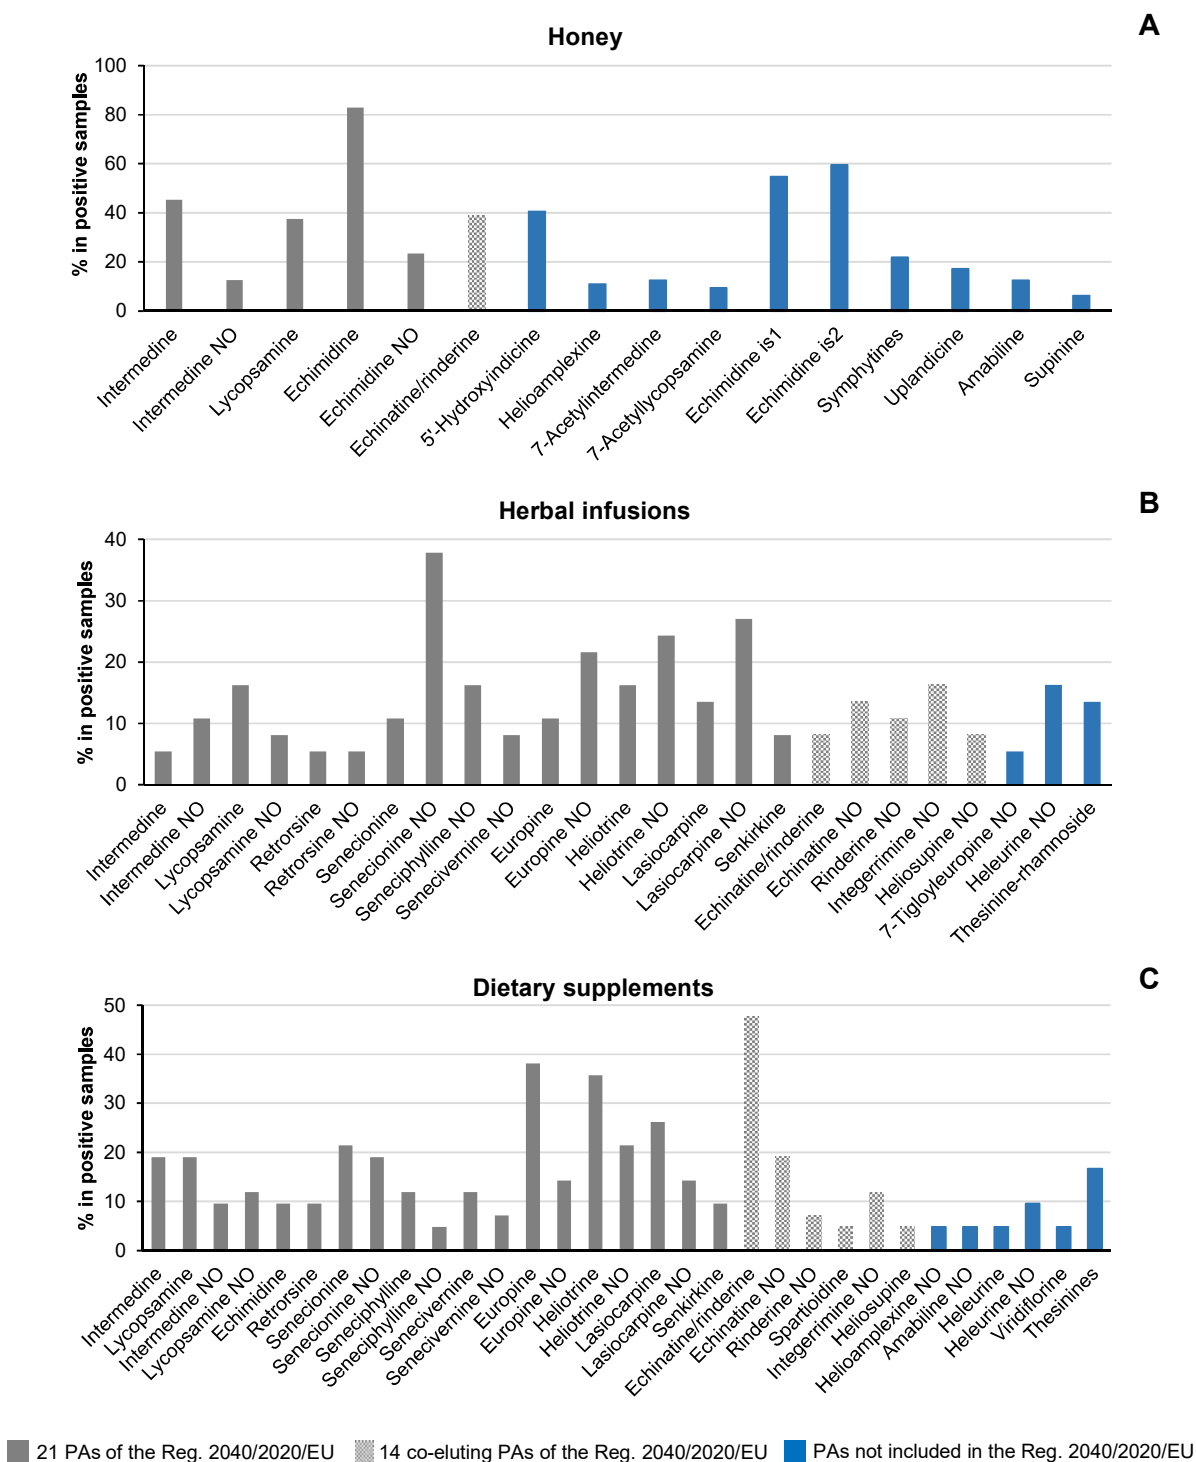 A
Honey
% in positive samples
100
80
60
40
20
0
Intermedine
Intermedine NO
Lycopsamine
Echimidine
Echimidine NO
Echinatine/rinderine
5'-Hydroxyindicine
Helioamplexine
7-Acetylintermedine
7-Acetyllycopsamine
Echimidine is1
Echimidine is2
Symphytines
Uplandicine
Amabiline
Supinine
B
Herbal infusions
% in positive samples
40
30
20
10
0
Intermedine
Intermedine NO
Lycopsamine
Lycopsamine NO
Retrorsine
Retrorsine NO
Senecionine
Senecionine NO
Seneciphylline NO
Senecivernine NO
Europine
Europine NO
Heliotrine
Heliotrine NO
Lasiocarpine
Lasiocarpine NO
Senkirkine
Echinatine/rinderine
Echinatine NO
Rinderine NO
Integerrimine NO
Heliosupine NO
7-Tigloyleuropine NO
Heleurine NO
Thesinine-rhamnoside
C
Dietary supplements
% in positive samples
50
40
30
20
10
0
Intermedine
Lycopsamine
Intermedine NO
Lycopsamine NO
Echimidine
Retrorsine
Senecionine
Senecionine NO
Seneciphylline
Seneciphylline NO
Senecivernine
Senecivernine NO
Europine
Europine NO
Heliotrine
Heliotrine NO
Lasiocarpine
Lasiocarpine NO
Senkirkine
Echinatine/rinderine
Echinatine NO
Rinderine NO
Spartioidine
Integerrimine NO
Heliosupine
Helioamplexine NO
Amabiline NO
Heleurine
Heleurine NO
Viridiflorine
Thesinines
21 PAs of the Reg. 2040/2020/EU
14 co-eluting PAs of the Reg. 2040/2020/EU
PAs not included in the Reg. 2040/2020/EU